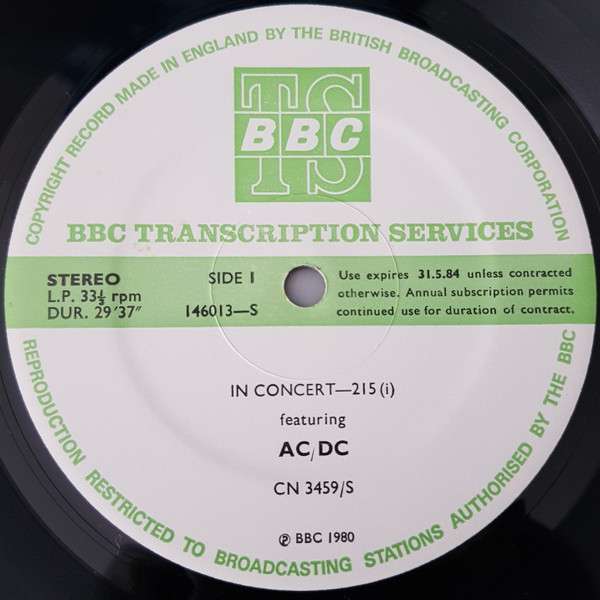 COPYRIGHT RECORD MADE IN ENGLAND BY THE BRITISH BROADCASTING CORPORATION
TS
BBC
BBC TRANSCRIPTION SERVICES
STEREO
L.P. 33⅓ rpm
DUR. 29'37"
SIDE 1
146013—S
Use expires 31.5.84 unless contracted
otherwise. Annual subscription permits
continued use for duration of contract.
IN CONCERT—215 (i)
featuring
AC/DC
CN 3459/S
℗ BBC 1980
REPRODUCTION RESTRICTED TO BROADCASTING STATIONS AUTHORISED BY THE BBC